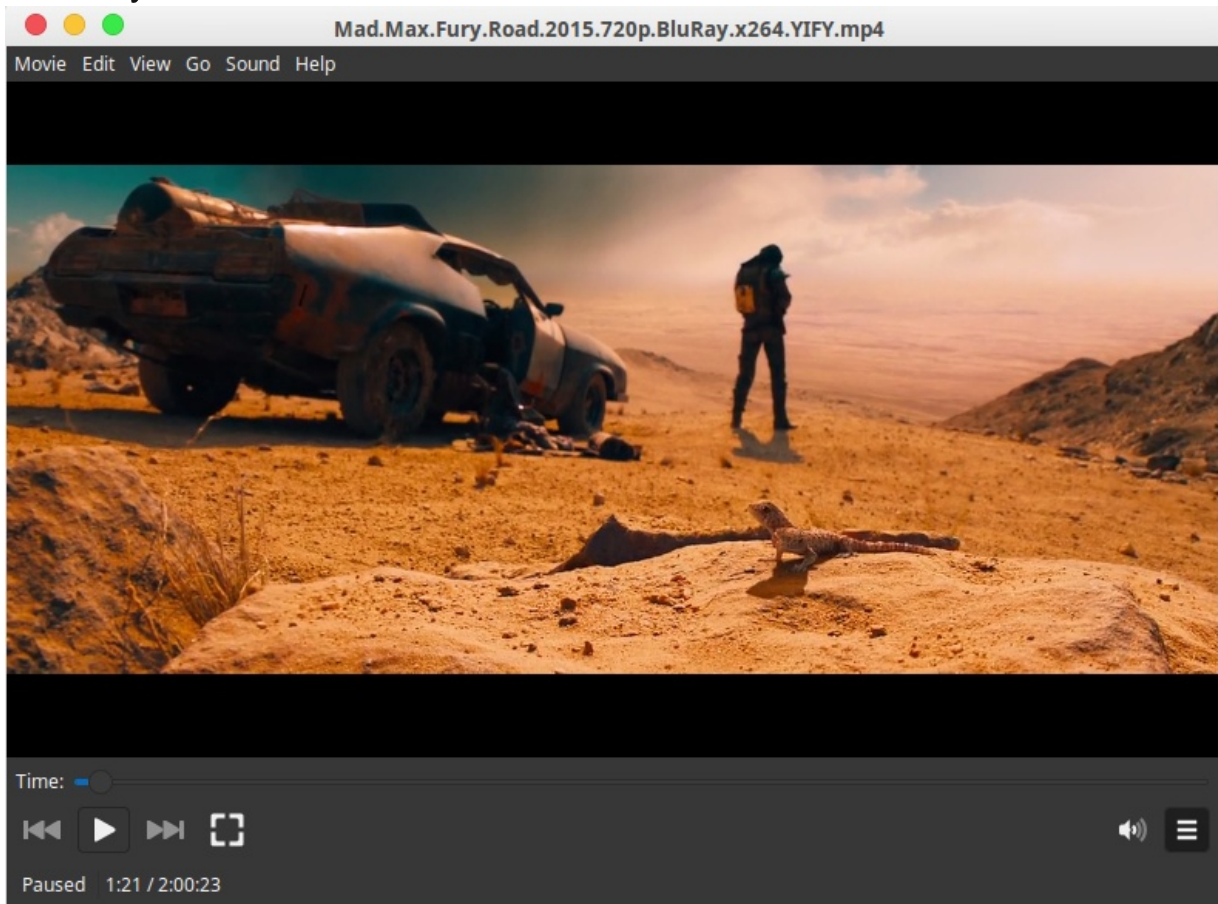 Mad.Max.Fury.Road.2015.720p.BluRay.x264.YIFY.mp4
Movie Edit View Go Sound Help
Time:
Paused 1:21 / 2:00:23